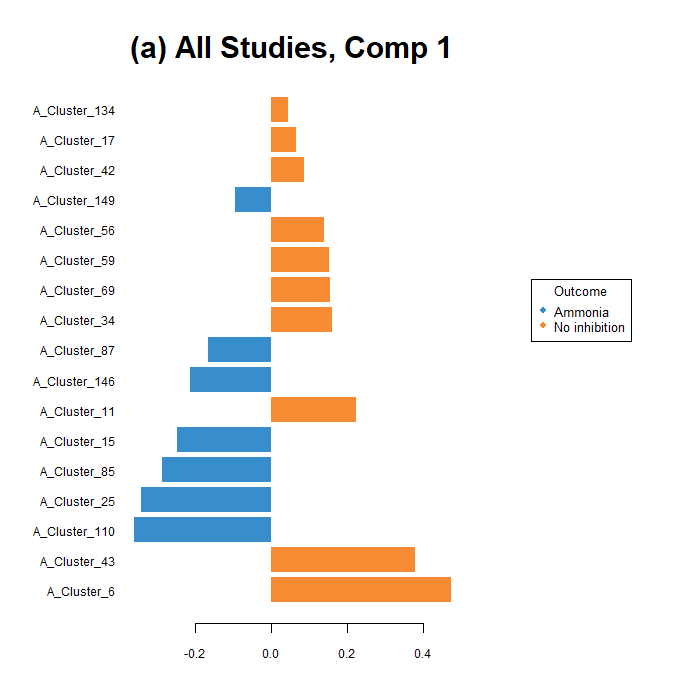 (a) All Studies, Comp 1
A_Cluster_134
A_Cluster_17
A_Cluster_42
A_Cluster_149
A_Cluster_56
A_Cluster_59
A_Cluster_69
A_Cluster_34
A_Cluster_87
A_Cluster_146
A_Cluster_11
A_Cluster_15
A_Cluster_85
A_Cluster_25
A_Cluster_110
A_Cluster_43
A_Cluster_6
-0.2 0.0 0.2 0.4
Outcome
Ammonia
No inhibition